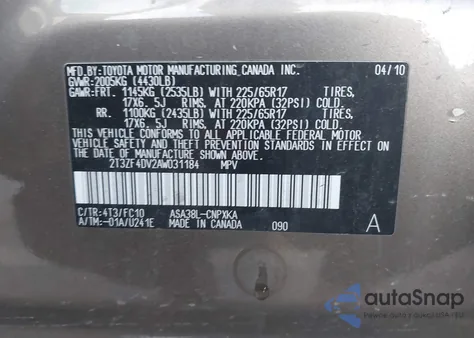 MFD.BY:TOYOTA MOTOR MANUFACTURING CANADA INC. 04/10
GVWR:2005KG (4430LB)
GAWR:FRT. 1145KG (2535LB) WITH 225/65R17 TIRES,
17X6. 5J RIMS, AT 220KPA (32PSI) COLD.
RR. 1100KG (2435LB) WITH 225/65R17 TIRES,
17X6. 5J RIMS, AT 220KPA (32PSI) COLD.
THIS VEHICLE CONFORMS TO ALL APPLICABLE FEDERAL MOTOR
VEHICLE SAFETY AND THEFT PREVENTION STANDARDS IN EFFECT
ON THE DATE OF MANUFACTURE SHOWN ABOVE.
2T3ZF4DV2AW031184 MPV
C/TR:4T3/FC10 ASA38L-CNPXKA
A/TM:-01A/U241E MADE IN CANADA 090 A
autoSnap